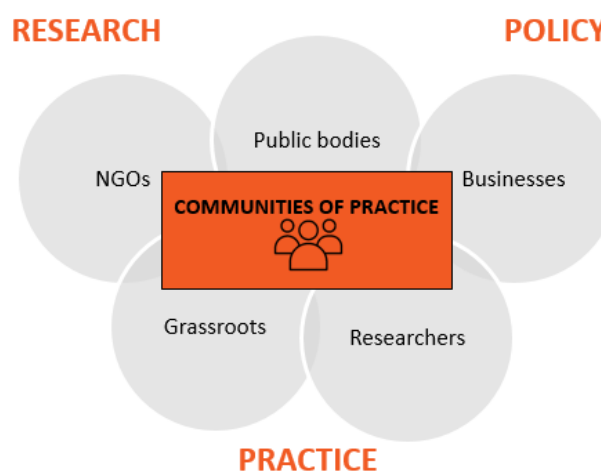 RESEARCH
POLICY
Public bodies
NGOs
Businesses
COMMUNITIES OF PRACTICE
Grassroots
Researchers
PRACTICE